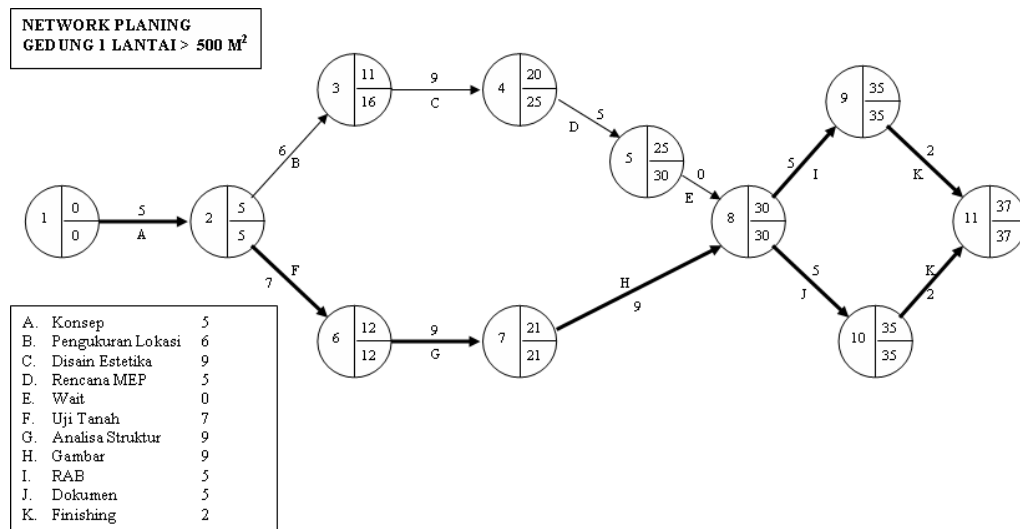 NETWORK PLANING
GEDUNG 1 LANTAI > 500 M²
3 11 16
9
C
4 20 25
5
D
5 25 30
0
E
9 35 35
6
B
1 0 0
5
A
2 5 5
8 30 30
5
I
2
K
11 37 37
F
7
H
9
5
J
K
2
6 12 12
9
G
7 21 21
10 35 35
A. Konsep 5
B. Pengukuran Lokasi 6
C. Disain Estetika 9
D. Rencana MEP 5
E. Wait 0
F. Uji Tanah 7
G. Analisa Struktur 9
H. Gambar 9
I. RAB 5
J. Dokumen 5
K. Finishing 2